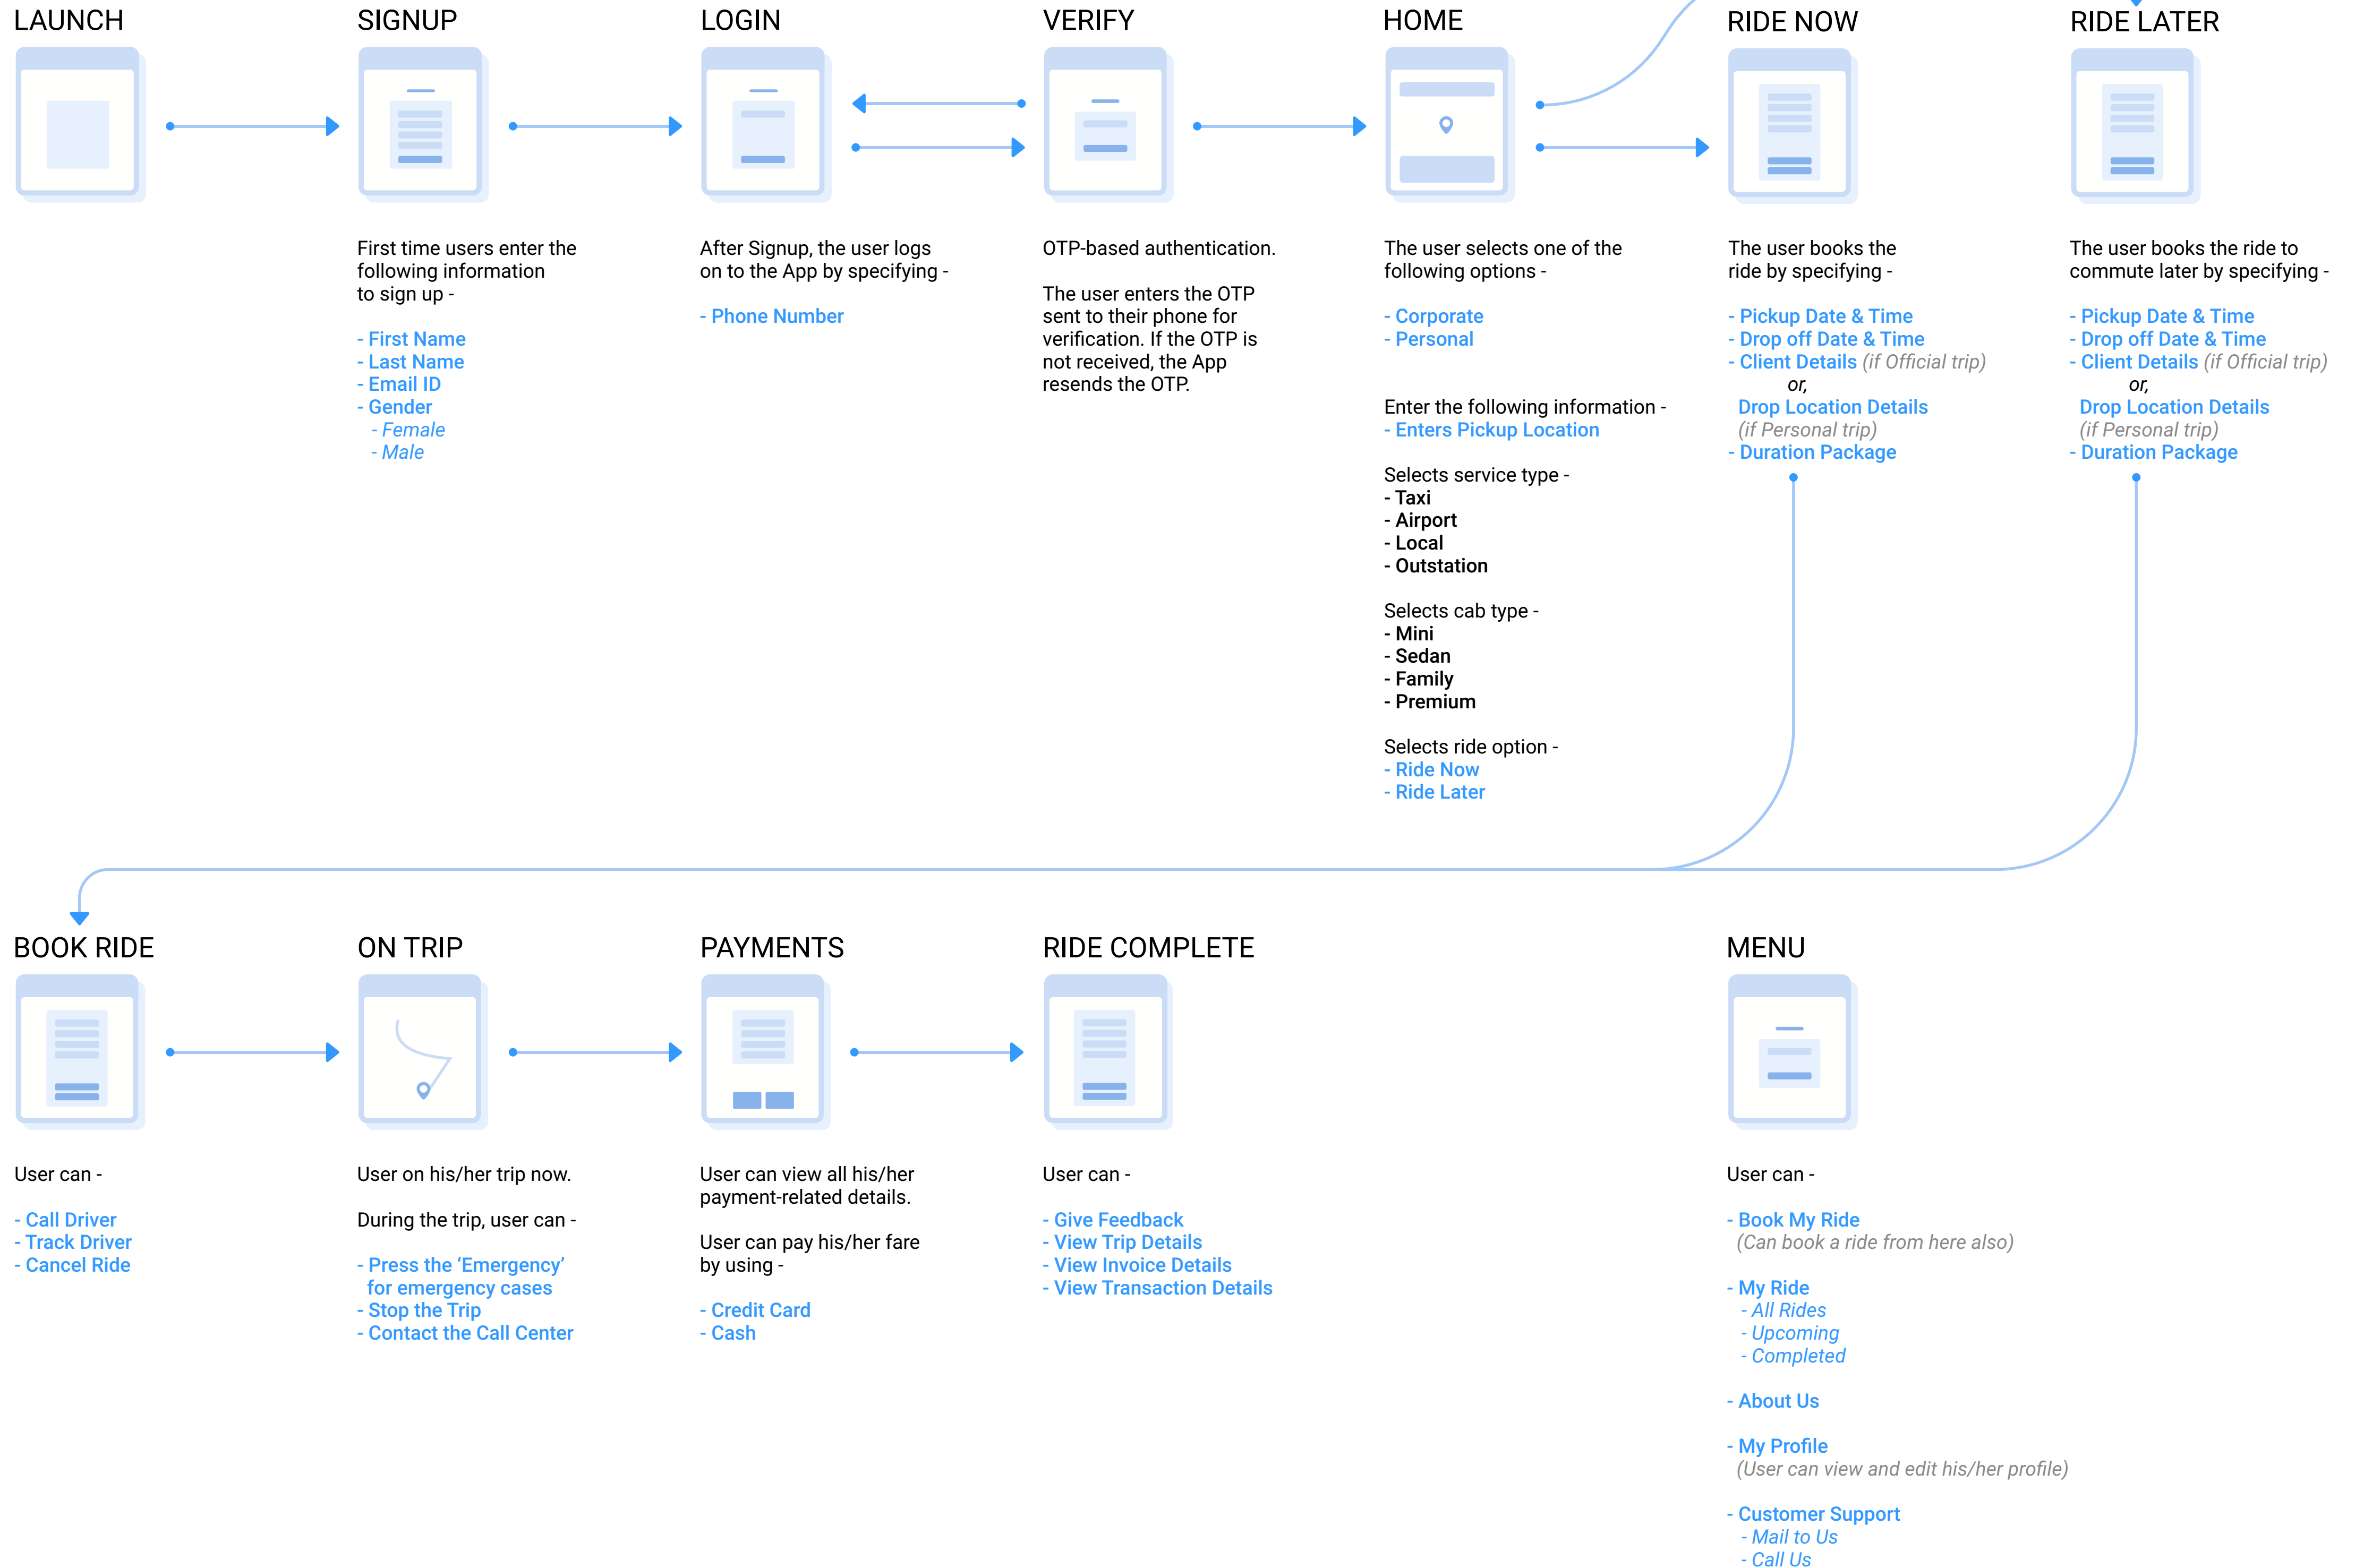 LAUNCH
SIGNUP
First time users enter the
following information
to sign up -
- First Name
- Last Name
- Email ID
- Gender
- Female
- Male
LOGIN
After Signup, the user logs
on to the App by specifying -
- Phone Number
VERIFY
OTP-based authentication.
The user enters the OTP
sent to their phone for
verification. If the OTP is
not received, the App
resends the OTP.
HOME
The user selects one of the
following options -
- Corporate
- Personal
Enter the following information -
- Enters Pickup Location
Selects service type -
- Taxi
- Airport
- Local
- Outstation
Selects cab type -
- Mini
- Sedan
- Family
- Premium
Selects ride option -
- Ride Now
- Ride Later
RIDE NOW
The user books the
ride by specifying -
- Pickup Date & Time
- Drop off Date & Time
- Client Details (if Official trip)
or,
Drop Location Details
(if Personal trip)
- Duration Package
RIDE LATER
The user books the ride to
commute later by specifying -
- Pickup Date & Time
- Drop off Date & Time
- Client Details (if Official trip)
or,
Drop Location Details
(if Personal trip)
- Duration Package
BOOK RIDE
User can -
- Call Driver
- Track Driver
- Cancel Ride
ON TRIP
User on his/her trip now.
During the trip, user can -
- Press the ‘Emergency’
for emergency cases
- Stop the Trip
- Contact the Call Center
PAYMENTS
User can view all his/her
payment-related details.
User can pay his/her fare
by using -
- Credit Card
- Cash
RIDE COMPLETE
User can -
- Give Feedback
- View Trip Details
- View Invoice Details
- View Transaction Details
MENU
User can -
- Book My Ride
(Can book a ride from here also)
- My Ride
- All Rides
- Upcoming
- Completed
- About Us
- My Profile
(User can view and edit his/her profile)
- Customer Support
- Mail to Us
- Call Us